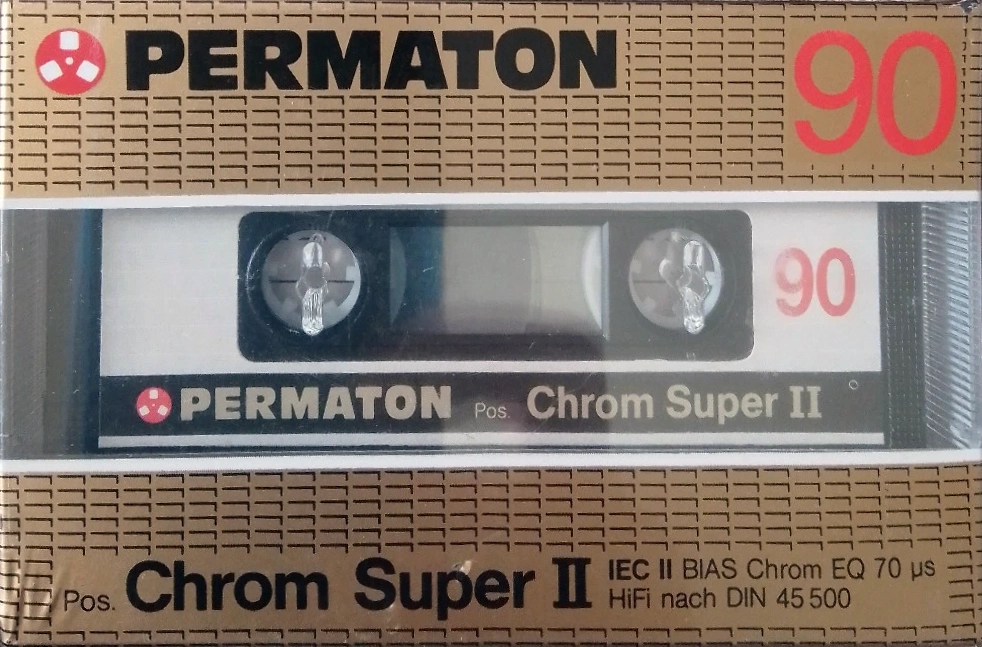 PERMATON
90
90
PERMATON Pos. Chrom Super II
Pos. Chrom Super II
IEC II BIAS Chrom EQ 70 µs
HiFi nach DIN 45 500